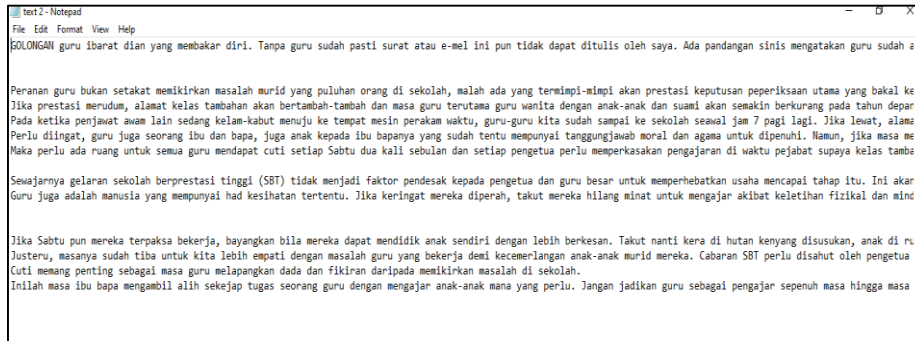 text 2 - Notepad
File Edit Format View Help
GOLONGAN guru ibarat dian yang membakar diri. Tanpa guru sudah pasti surat atau e-mel ini pun tidak dapat ditulis oleh saya. Ada pandangan sinis mengatakan guru sudah a
Peranan guru bukan setakat memikirkan masalah murid yang puluhan orang di sekolah, malah ada yang termimpi-mimpi akan prestasi keputusan peperiksaan utama yang bakal ke
Jika prestasi merudum, alamat kelas tambahan akan bertambah-tambah dan masa guru terutama guru wanita dengan anak-anak dan suami akan semakin berkurang pada tahun depan
Pada ketika penjawat awam lain sedang kelam-kabut menuju ke tempat mesin perakam waktu, guru-guru kita sudah sampai ke sekolah seawal jam 7 pagi lagi. Jika lewat, alama
Perlu diingat, guru juga seorang ibu dan bapa, juga anak kepada ibu bapanya yang sudah tentu mempunyai tanggungjawab moral dan agama untuk dipenuhi. Namun, jika masa me
Maka perlu ada ruang untuk semua guru mendapat cuti setiap Sabtu dua kali sebulan dan setiap pengetua perlu memperkasakan pengajaran di waktu pejabat supaya kelas tamba
Sewajarnya gelaran sekolah berprestasi tinggi (SBT) tidak menjadi faktor pendesak kepada pengetua dan guru besar untuk memperhebatkan usaha mencapai tahap itu. Ini akan
Guru juga adalah manusia yang mempunyai had kesihatan tertentu. Jika keringat mereka diperah, takut mereka hilang minat untuk mengajar akibat keletihan fizikal dan mind
Jika Sabtu pun mereka terpaksa bekerja, bayangkan bila mereka dapat mendidik anak sendiri dengan lebih berkesan. Takut nanti kera di hutan kenyang disusukan, anak di ru
Justeru, masanya sudah tiba untuk kita lebih empati dengan masalah guru yang bekerja demi kecemerlangan anak-anak murid mereka. Cabaran SBT perlu disahut oleh pengetua
Cuti memang penting sebagai masa guru melapangkan dada dan fikiran daripada memikirkan masalah di sekolah.
Inilah masa ibu bapa mengambil alih sekejap tugas seorang guru dengan mengajar anak-anak mana yang perlu. Jangan jadikan guru sebagai pengajar sepenuh masa hingga masa